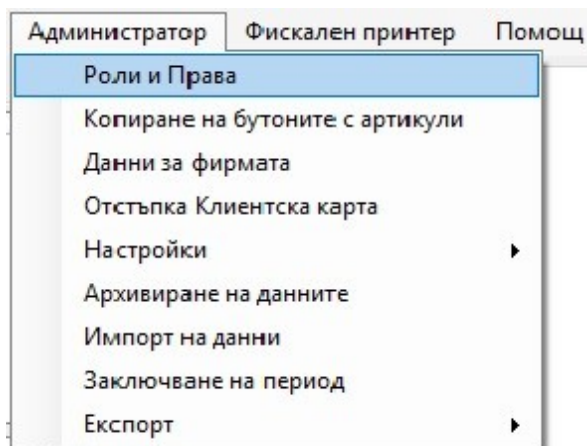 Администратор Фискален принтер Помощ
Роли и Права
Копиране на бутоните с артикули
Данни за фирмата
Отстъпка Клиентска карта
Настройки
Архивиране на данните
Импорт на данни
Заключване на период
Експорт